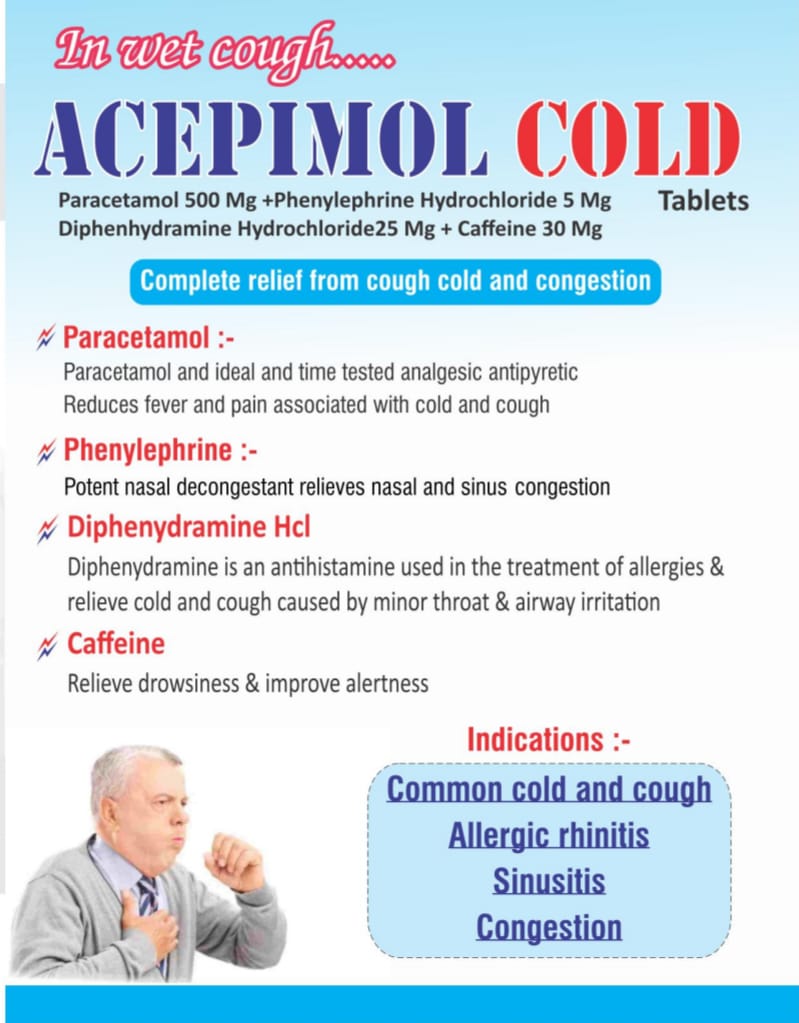 In wet cough.....
ACEPIMOL COLD
Paracetamol 500 Mg +Phenylephrine Hydrochloride 5 Mg Tablets
Diphenhydramine Hydrochloride25 Mg + Caffeine 30 Mg
Complete relief from cough cold and congestion
Paracetamol :-
Paracetamol and ideal and time tested analgesic antipyretic
Reduces fever and pain associated with cold and cough
Phenylephrine :-
Potent nasal decongestant relieves nasal and sinus congestion
Diphenydramine Hcl
Diphenydramine is an antihistamine used in the treatment of allergies &
relieve cold and cough caused by minor throat & airway irritation
Caffeine
Relieve drowsiness & improve alertness
Indications :-
Common cold and cough
Allergic rhinitis
Sinusitis
Congestion